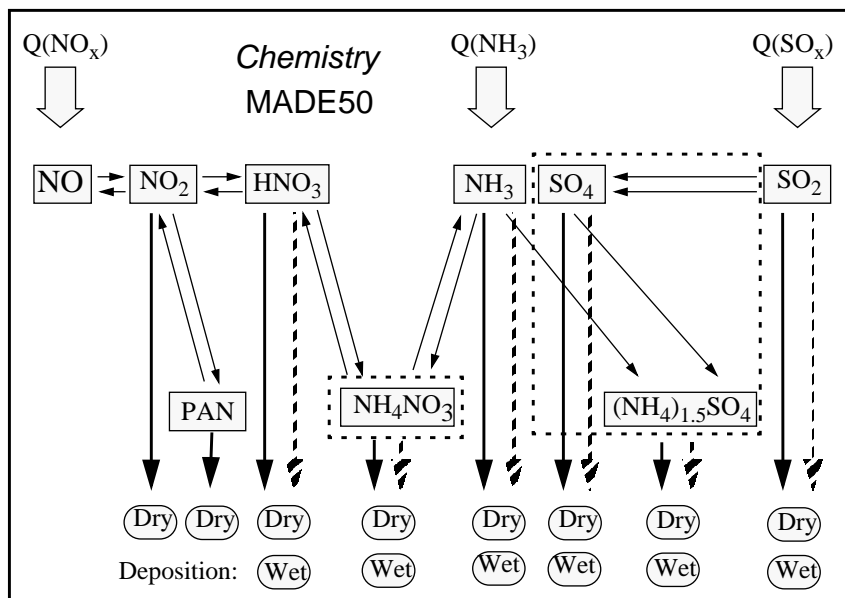 Q(NOₓ) Chemistry Q(NH₃) Q(SOₓ)
MADE50
NO NO₂ HNO₃ NH₃ SO₄ SO₂
PAN NH₄NO₃ (NH₄)₁.₅SO₄
Dry Dry Dry Dry Dry Dry Dry Dry
Deposition: Wet Wet Wet Wet Wet Wet